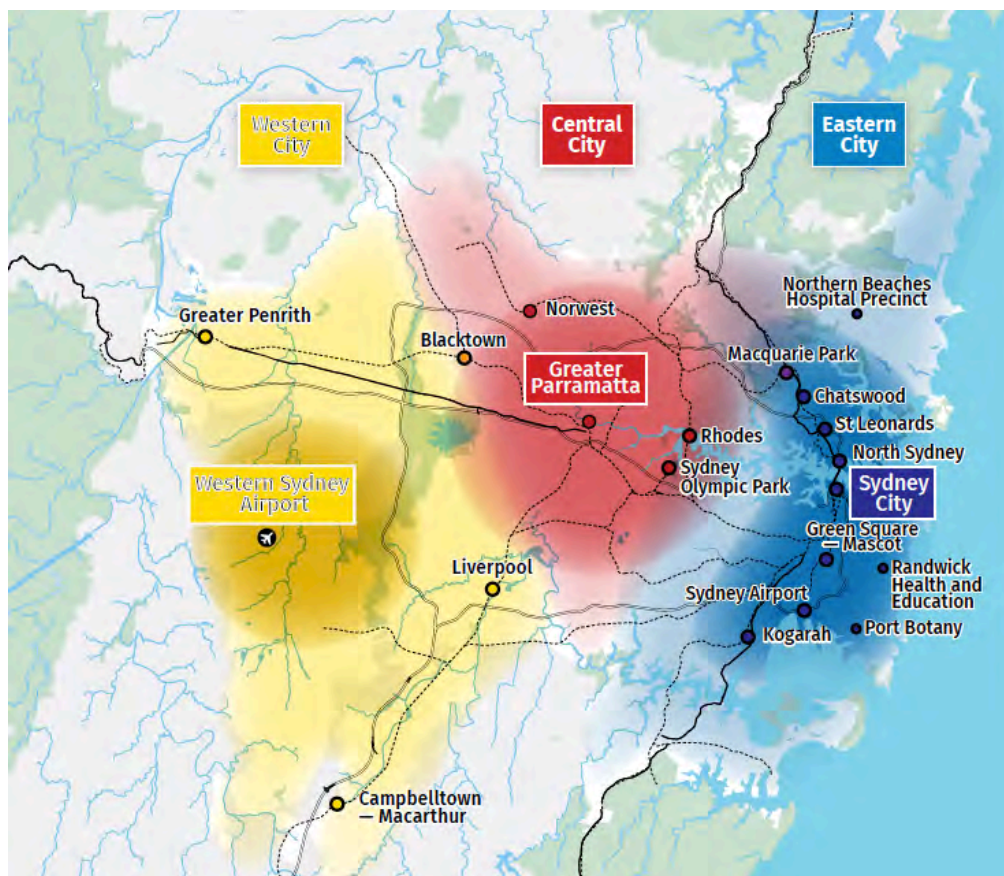 Western
City
Central
City
Eastern
City
Northern Beaches
Hospital Precinct
Greater Penrith
Norwest
Blacktown
Macquarie Park
Greater
Parramatta
Chatswood
St Leonards
Rhodes
North Sydney
Sydney
Olympic Park
Western Sydney
Airport
Sydney
City
Green Square
— Mascot
Liverpool
Randwick
Health and
Education
Sydney Airport
Port Botany
Kogarah
Campbelltown
— Macarthur